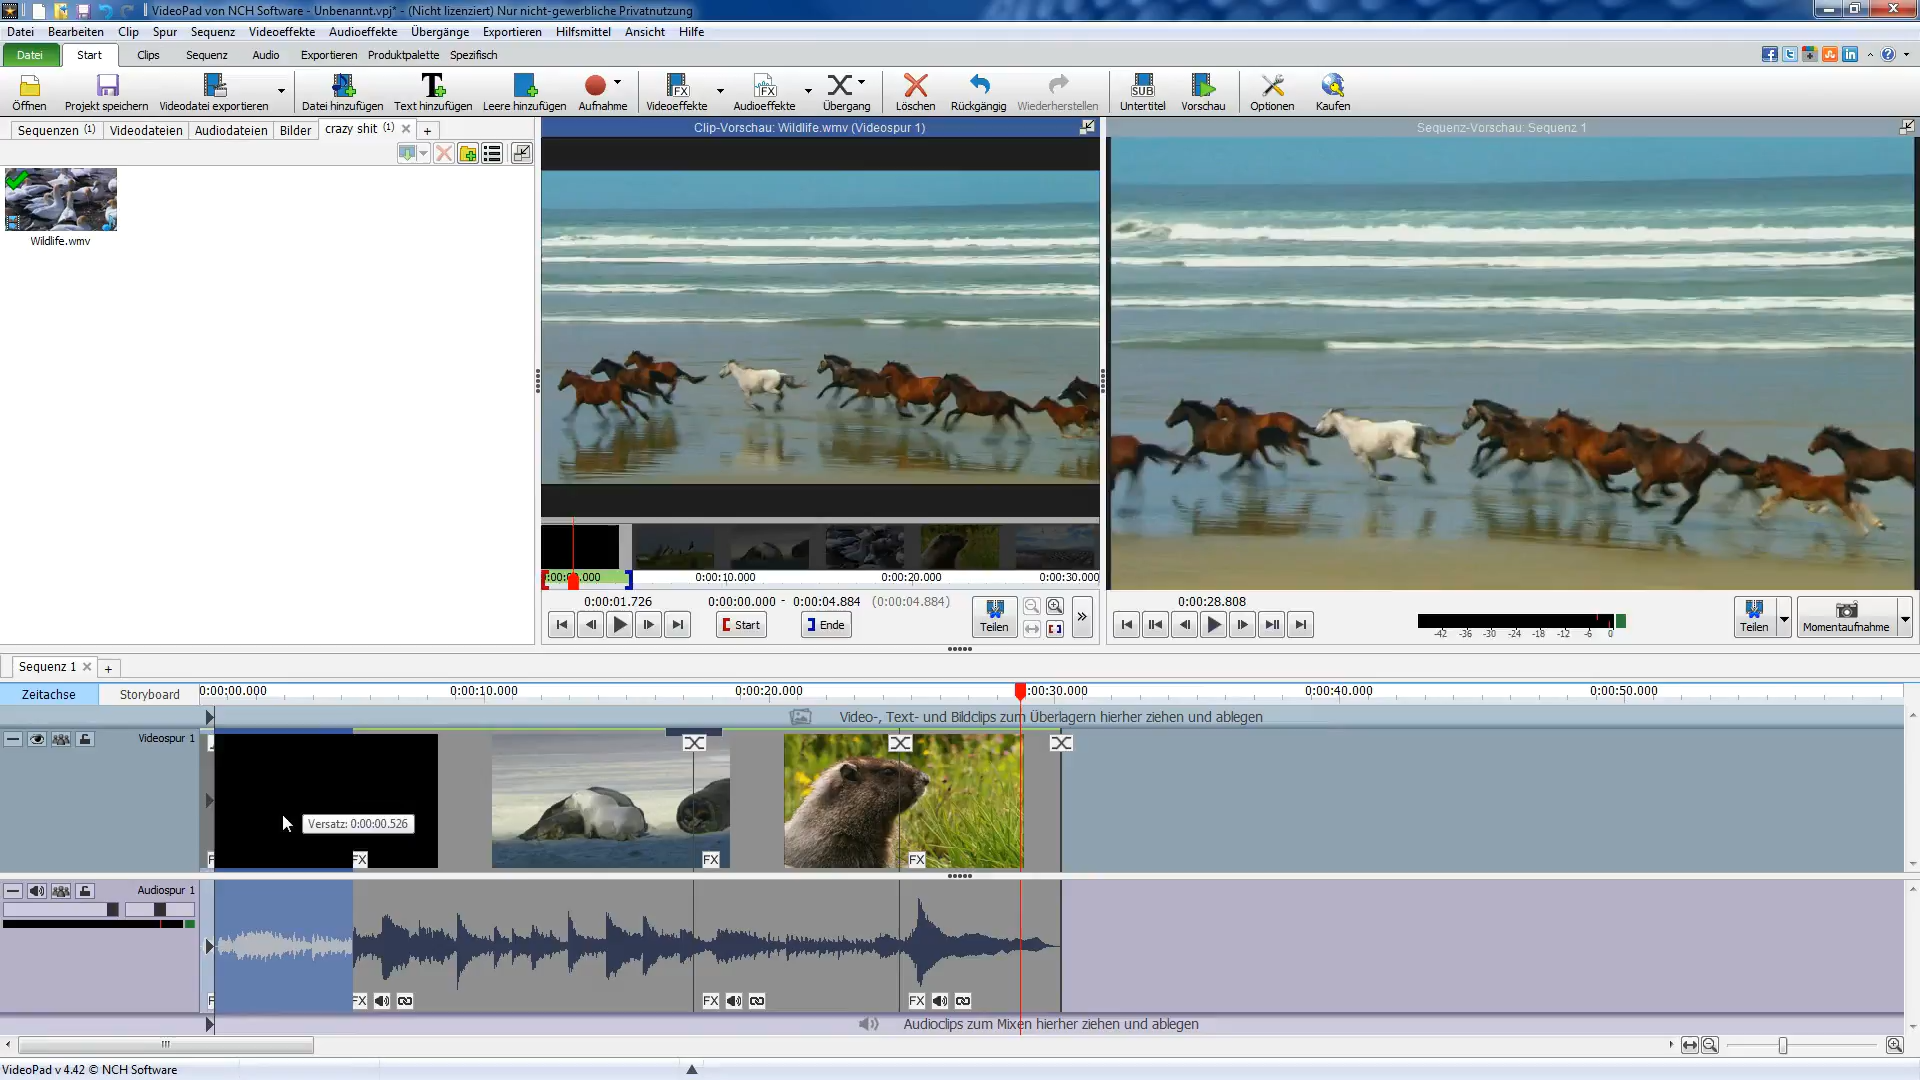 VideoPad von NCH Software - Unbenannt.vpj* - (Nicht lizenziert) Nur nicht-gewerbliche Privatnutzung
Datei Bearbeiten Clip Spur Sequenz Videoeffekte Audioeffekte Übergänge Exportieren Hilfsmittel Ansicht Hilfe
Datei Start Clips Sequenz Audio Exportieren Produktpalette Spezifisch
Öffnen Projekt speichern Videodatei exportieren Datei hinzufügen Text hinzufügen Leere hinzufügen Aufnahme Videoeffekte Audioeffekte Übergang Löschen Rückgängig Wiederherstellen Untertitel Vorschau Optionen Kaufen
Sequenzen (1) Videodateien Audiodateien Bilder crazy shit (1) +
Wildlife.wmv
Clip-Vorschau: Wildlife.wmv (Videospur 1)
0:00:10.000 0:00:20.000 0:00:30.000
0:00:01.726 0:00:00.000 - 0:00:04.884 (0:00:04.884)
Start Ende Teilen
Sequenz-Vorschau: Sequenz 1
0:00:28.808
-42 -36 -30 -24 -18 -12 -6 0
Teilen Momentaufnahme
Sequenz 1 +
Zeitachse Storyboard 0:00:00.000 0:00:10.000 0:00:20.000 0:00:30.000 0:00:40.000 0:00:50.000
Video-, Text- und Bildclips zum Überlagern hierher ziehen und ablegen
Videospur 1
Versatz: 0:00:00.526
FX FX FX
Audiospur 1
FX FX FX
Audioclips zum Mixen hierher ziehen und ablegen
VideoPad v 4.42 © NCH Software